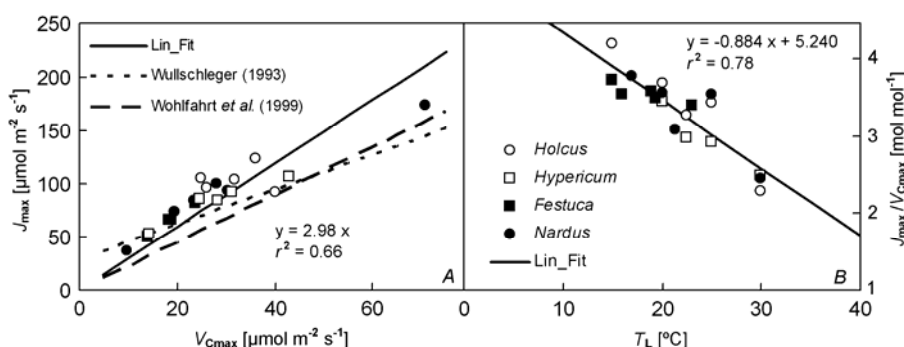 250
200
150
100
50
0
Jmax [µmol m-2 s-1]
Lin_Fit
Wullschleger (1993)
Wohlfahrt et al. (1999)
y = 2.98 x
r2 = 0.66
A
0 20 40 60
VCmax [µmol m-2 s-1]
y = -0.884 x + 5.240
r2 = 0.78
Holcus
Hypericum
Festuca
Nardus
Lin_Fit
B
0 10 20 30 40
TL [ºC]
4
3
2
1
Jmax/VCmax [mol mol-1]